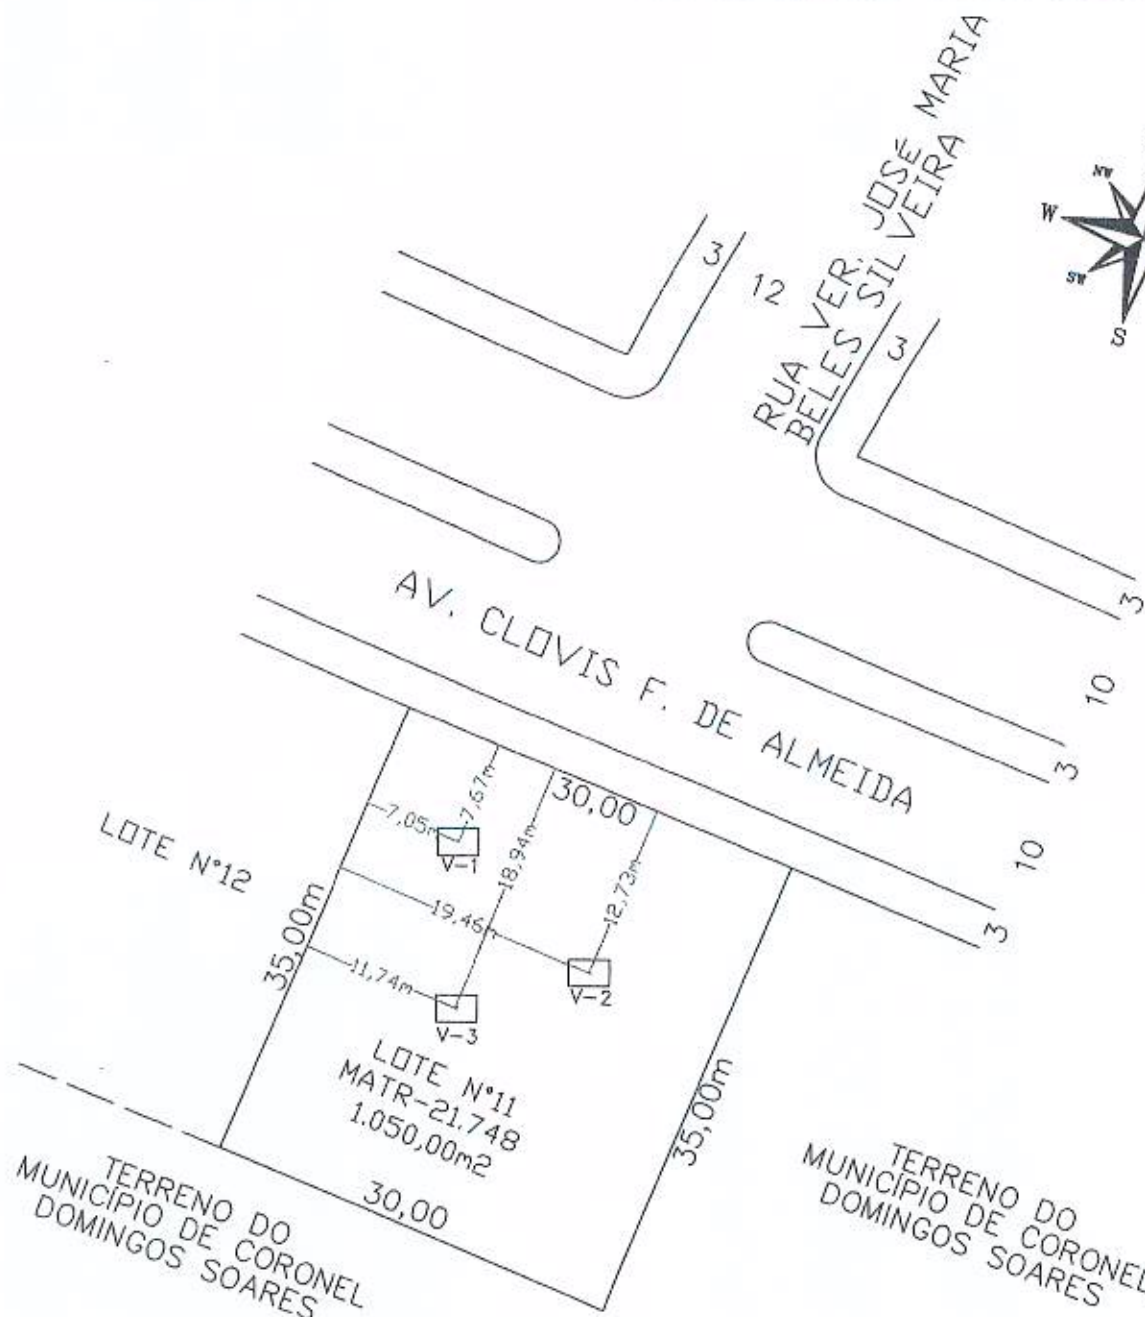 RUA VER. JOSÉ MARIA
BELES SILVEIRA
NW
W
SW
S
3
12
3
3
10
3
10
3
AV. CLOVIS F. DE ALMEIDA
30,00
7,67m
7,05m
V-1
18,94m
12,73m
19,46m
V-2
11,74m
V-3
LOTE N°12
35,00m
LOTE N°11
MATR-21.748
1.050,00m2
35,00m
30,00
TERRENO DO
MUNICÍPIO DE CORONEL
DOMINGOS SOARES
TERRENO DO
MUNICÍPIO DE CORONEL
DOMINGOS SOARES